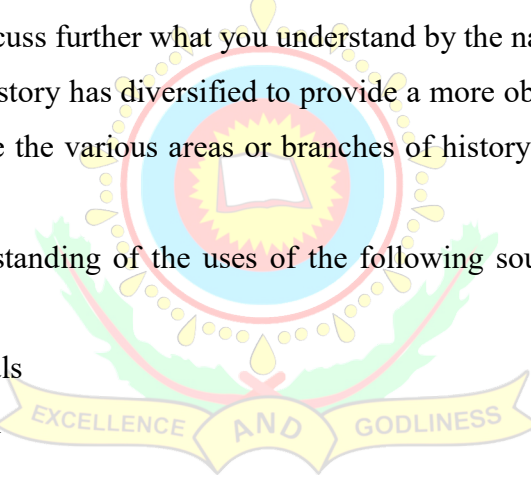 cuss further what you understand by the na
story has diversified to provide a more ob
e the various areas or branches of history
standing of the uses of the following sou
ls
EXCELLENCE AND GODLINESS